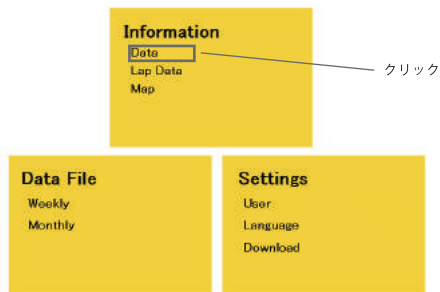 Information
Data
クリック
Lap Data
Map
Data File
Weekly
Monthly
Settings
User
Language
Download